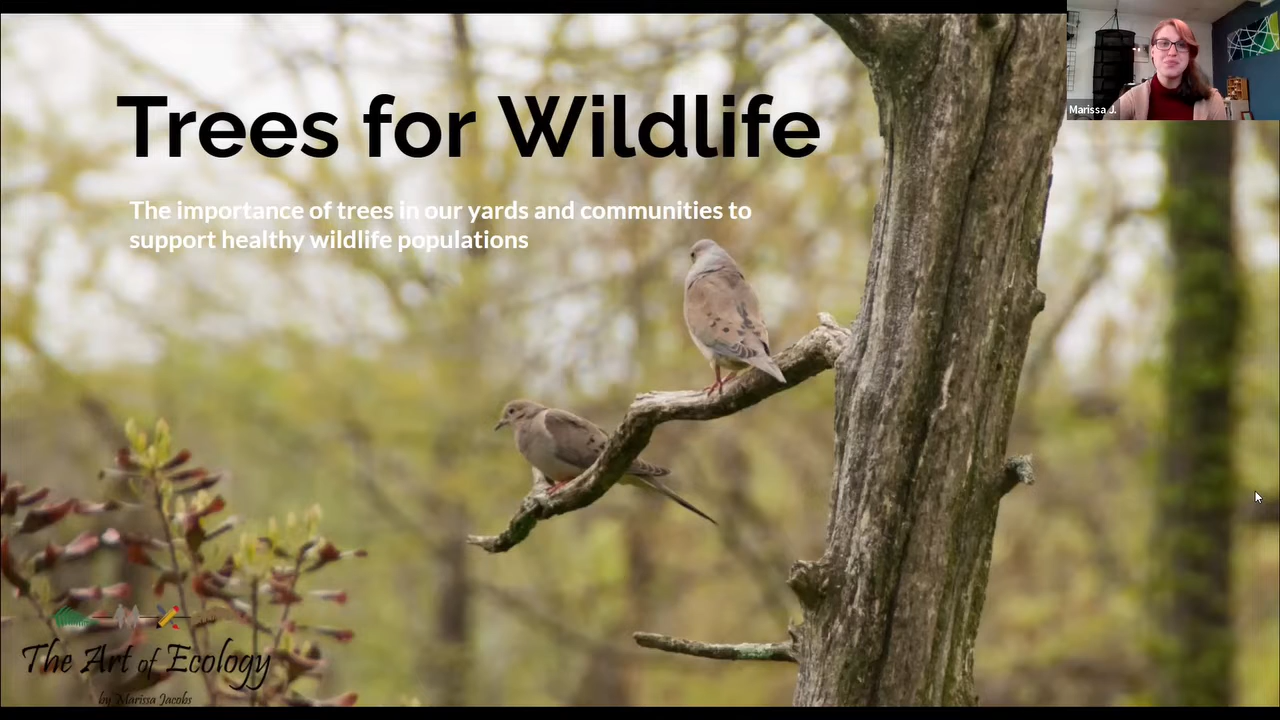 Trees for Wildlife
Marissa J.
The importance of trees in our yards and communities to
support healthy wildlife populations
The Art of Ecology
by Marissa Jacobs